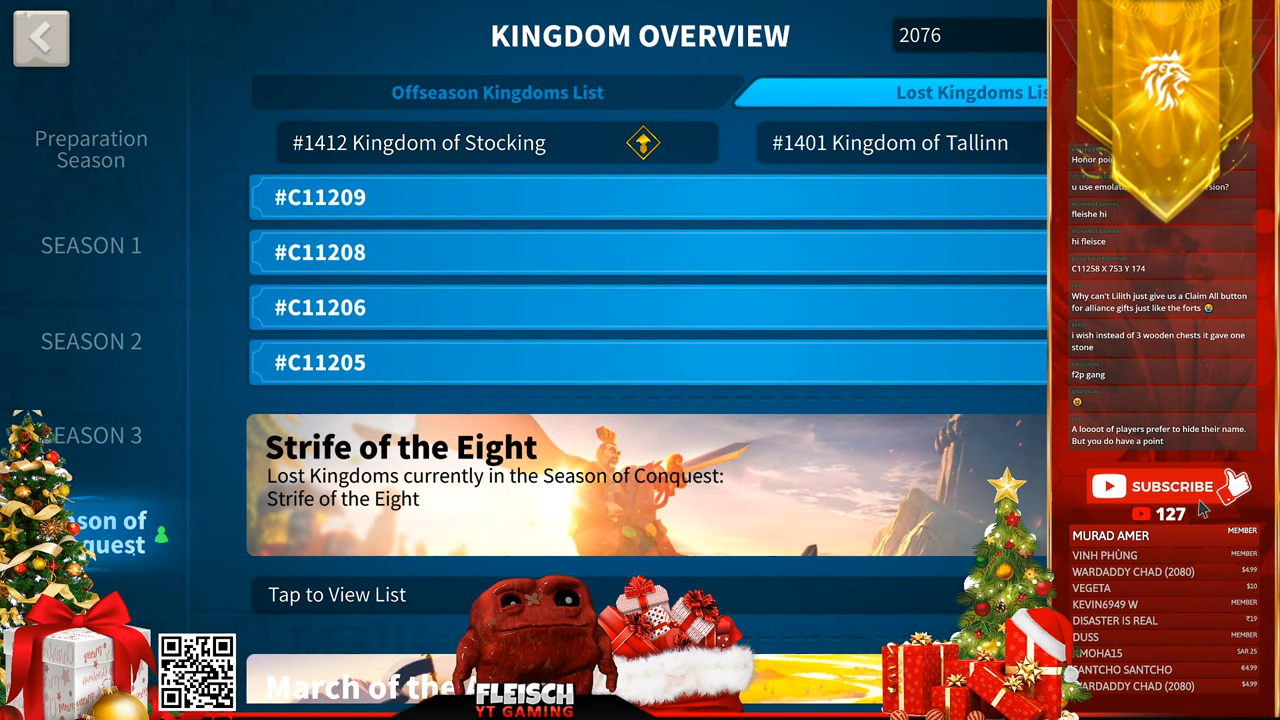 KINGDOM OVERVIEW
2076
Offseason Kingdoms List
Lost Kingdoms Lis
Preparation
Season
SEASON 1
SEASON 2
SEASON 3
#1412 Kingdom of Stocking
#1401 Kingdom of Tallinn
#C11209
#C11208
#C11206
#C11205
Strife of the Eight
Lost Kingdoms currently in the Season of Conquest:
Strife of the Eight
Tap to View List
March of the
FLEISCH
YT GAMING
Honor poi
u use emolat rsion?
fleishe hi
hi fleisce
C11258 X 753 Y 174
Why can't Lilith just give us a Claim All button
for alliance gifts just like the forts 😭
i wish instead of 3 wooden chests it gave one
stone
f2p gang
A loooot of players prefer to hide their name.
But you do have a point
SUBSCRIBE
127
MURAD AMER MEMBER
VINH PHÙNG MEMBER
WARDADDY CHAD (2080) $4.99
VEGETA $10
KEVIN6949 W MEMBER
DISASTER IS REAL ₹19
DUSS MEMBER
XMOHA15 SAR 25
SANTCHO SANTCHO €4.99
WARDADDY CHAD (2080) $4.99